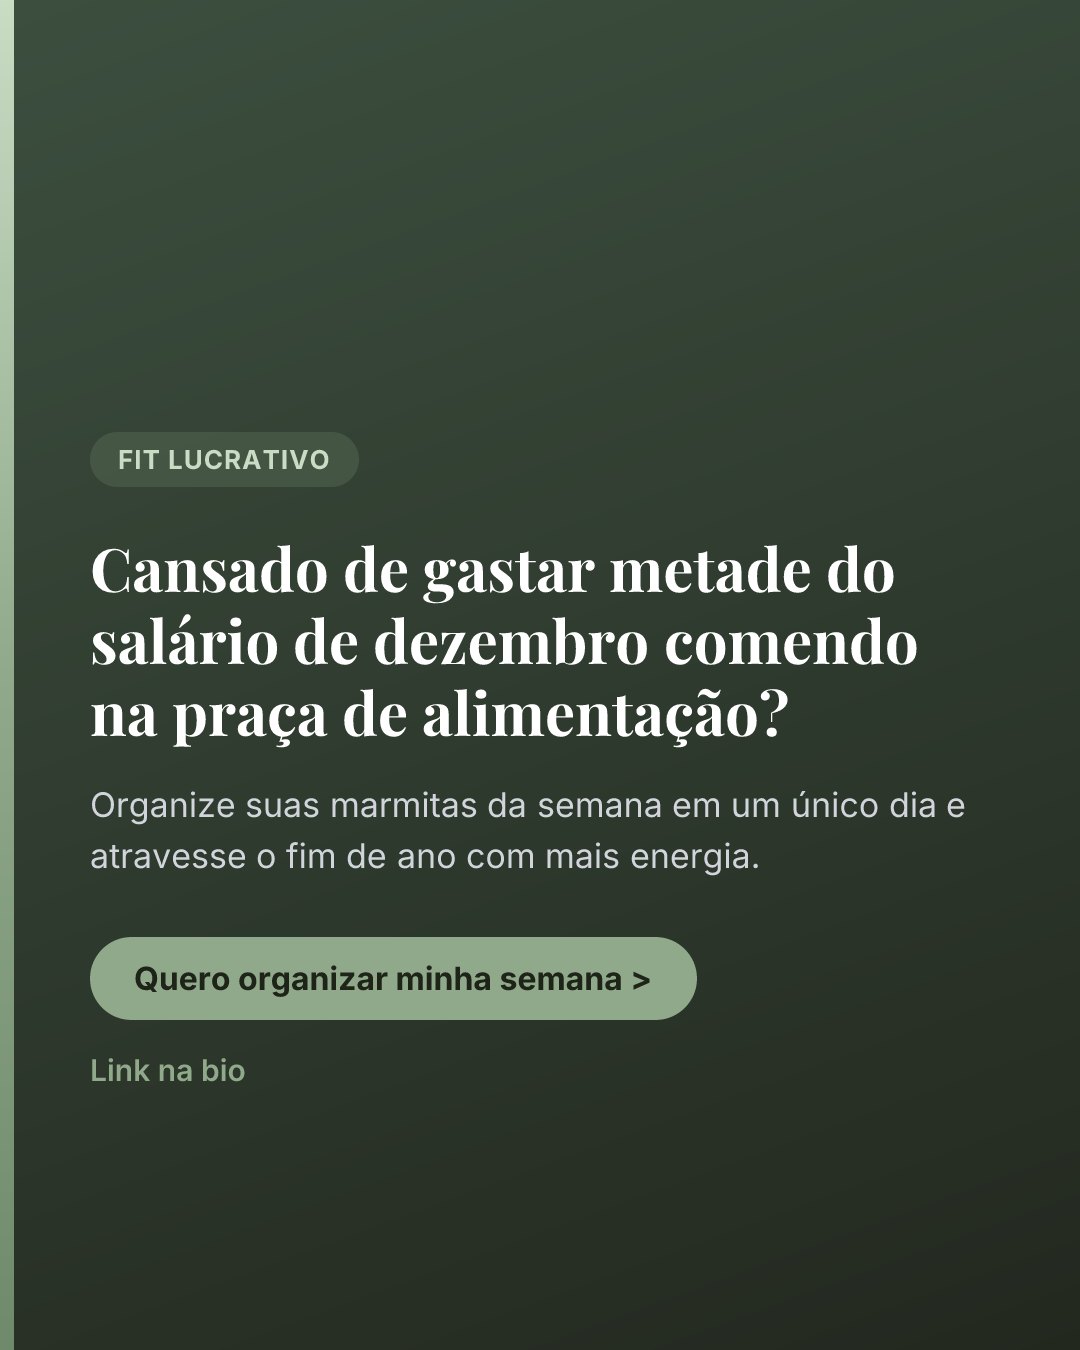 FIT LUCRATIVO
Cansado de gastar metade do
salário de dezembro comendo
na praça de alimentação?
Organize suas marmitas da semana em um único dia e
atravesse o fim de ano com mais energia.
Quero organizar minha semana >
Link na bio